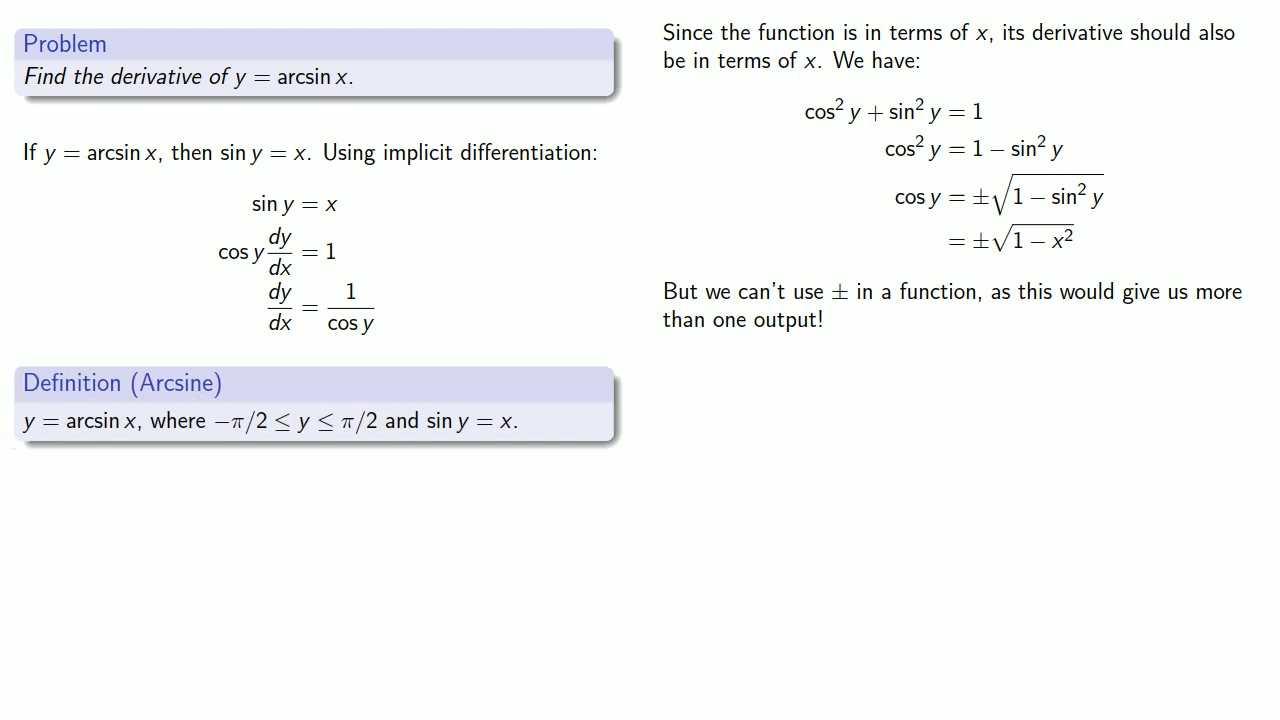 Problem
Find the derivative of y = arcsin x.
If y = arcsin x, then sin y = x. Using implicit differentiation:
sin y = x
cos y dy/dx = 1
dy/dx = 1/cos y
Definition (Arcsine)
y = arcsin x, where −π/2 ≤ y ≤ π/2 and sin y = x.
Since the function is in terms of x, its derivative should also
be in terms of x. We have:
cos² y + sin² y = 1
cos² y = 1 − sin² y
cos y = ±√(1 − sin² y)
= ±√(1 − x²)
But we can't use ± in a function, as this would give us more
than one output!